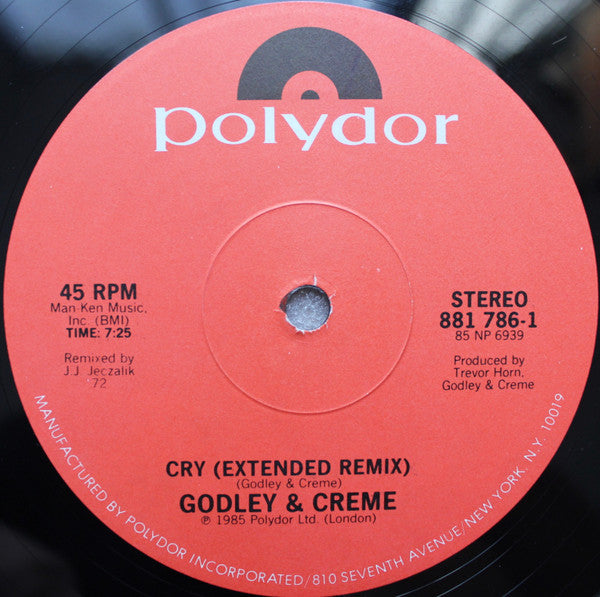 polydor
45 RPM
Man-Ken Music,
Inc. (BMI)
TIME: 7:25
Remixed by
J.J. Jeczalik
'72
STEREO
881 786-1
85 NP 6939
Produced by
Trevor Horn,
Godley & Creme
CRY (EXTENDED REMIX)
(Godley & Creme)
GODLEY & CREME
℗ 1985 Polydor Ltd. (London)
MANUFACTURED BY POLYDOR INCORPORATED/810 SEVENTH AVENUE/NEW YORK, N.Y. 10019